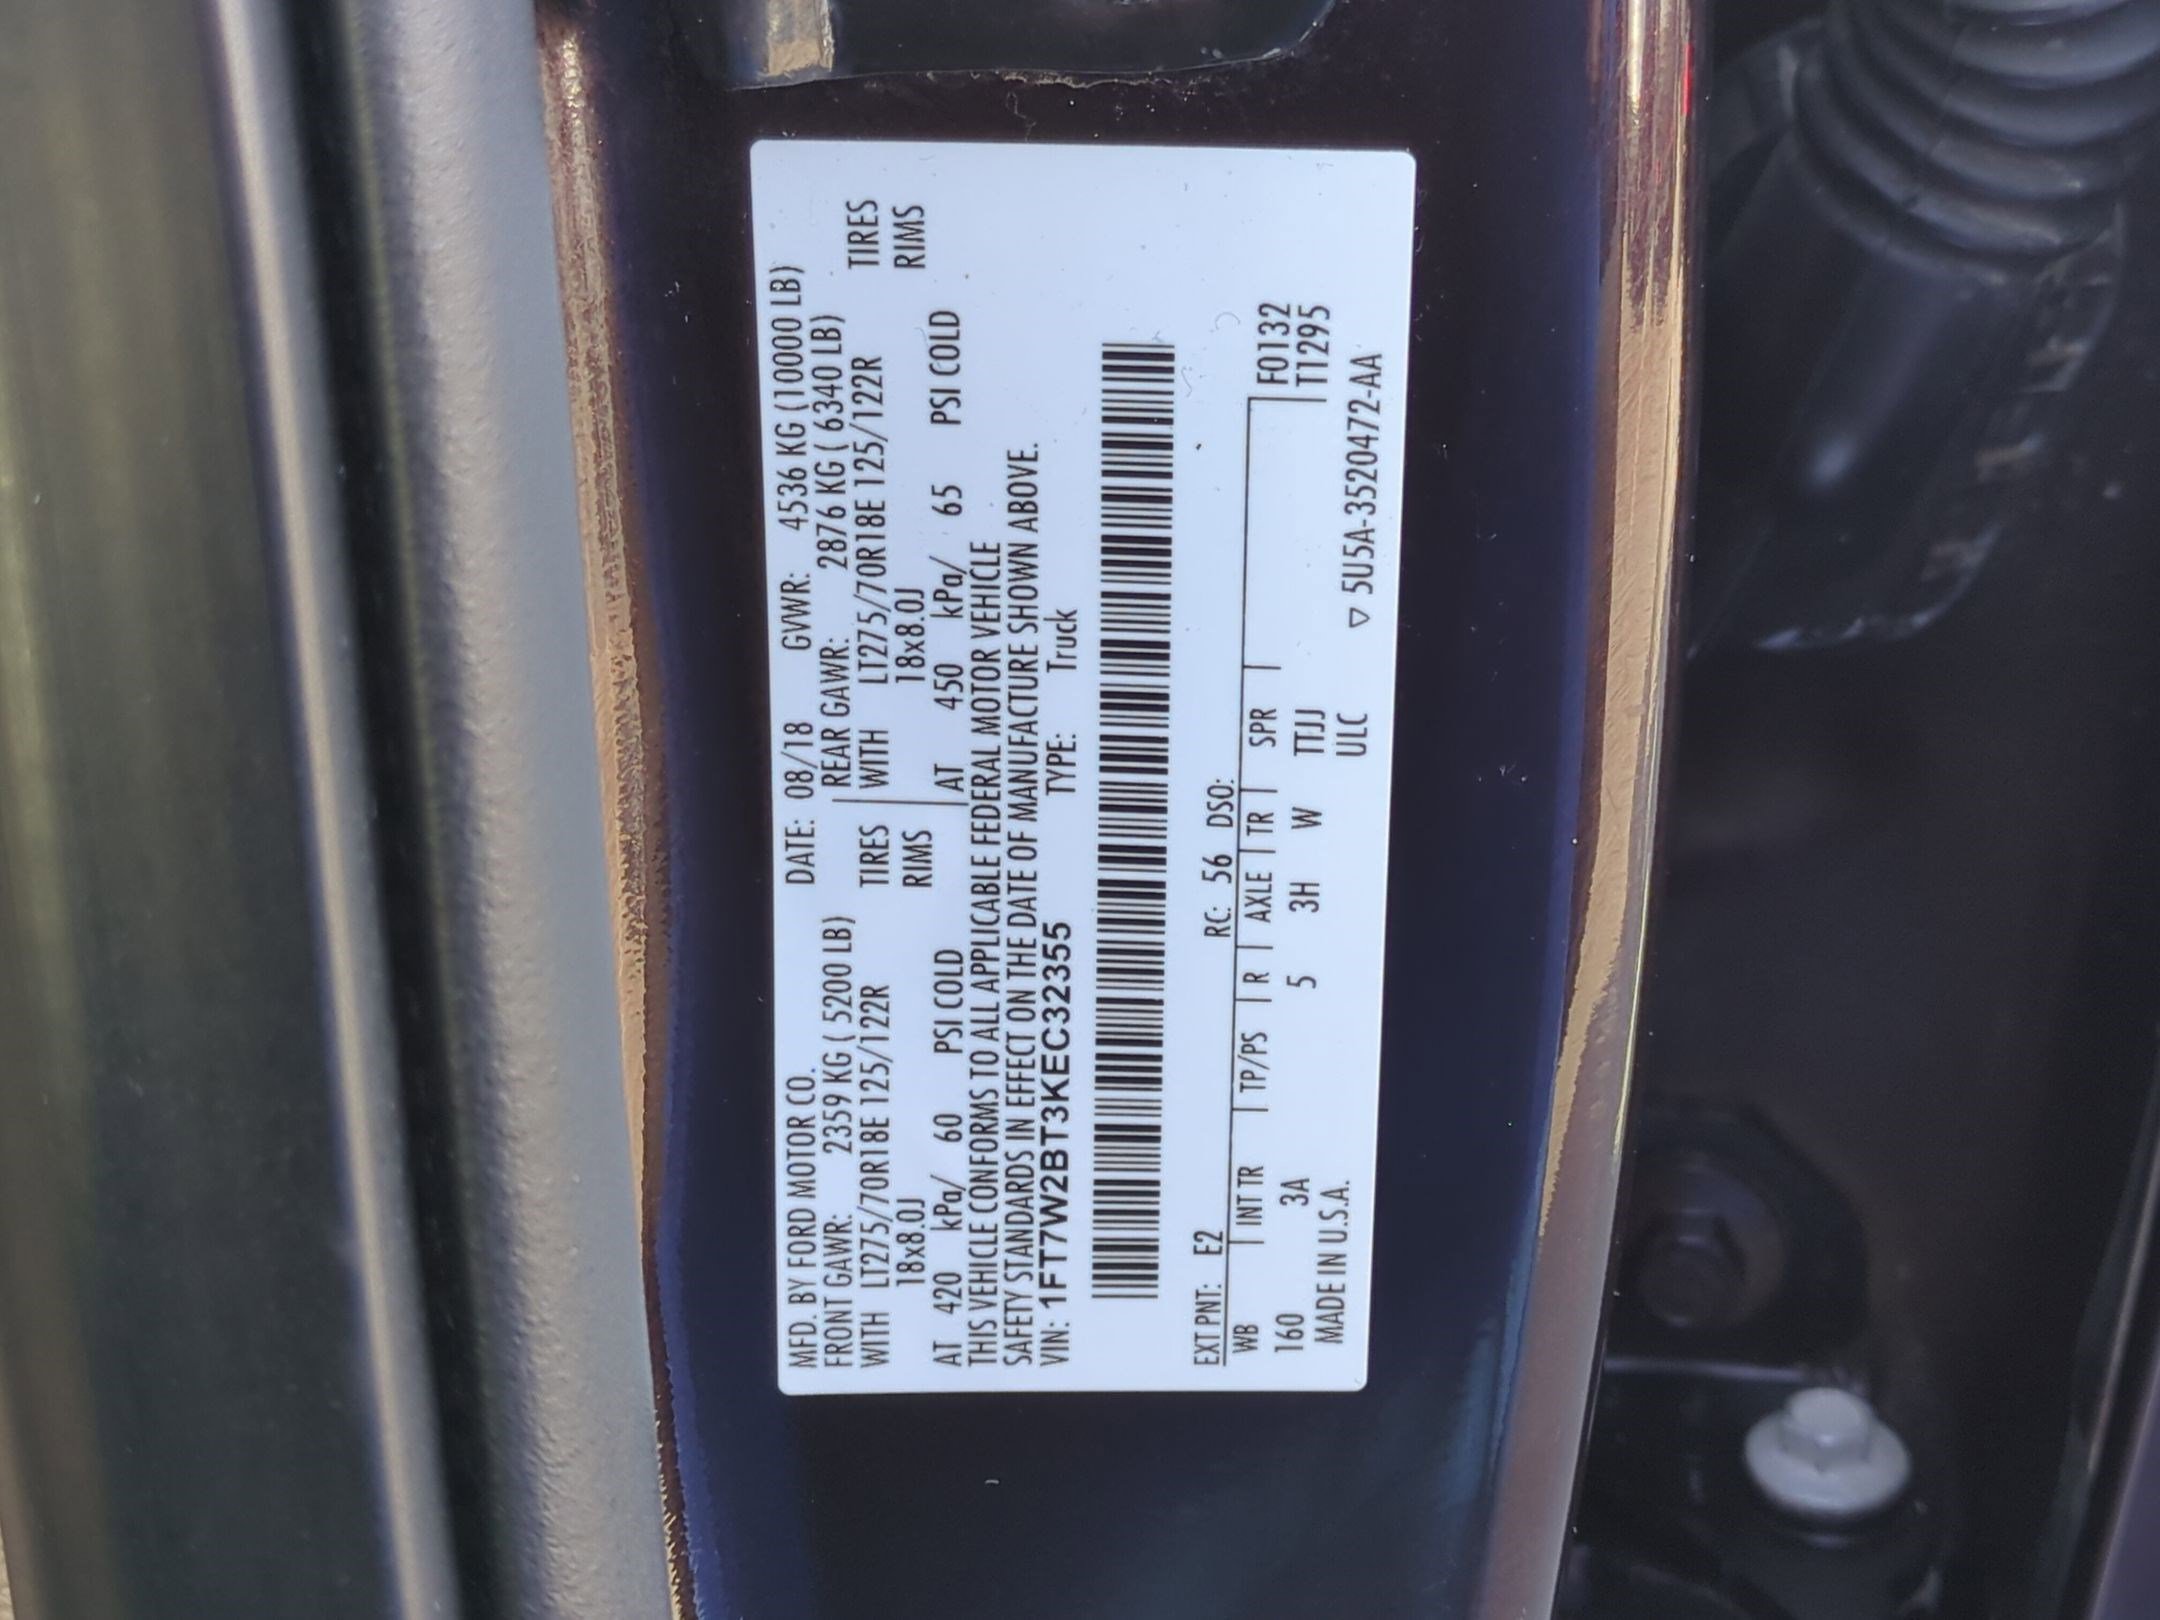 MFD. BY FORD MOTOR CO. DATE: 08/18 GVWR: 4536 KG (10000 LB)
FRONT GAWR: 2359 KG ( 5200 LB) REAR GAWR: 2876 KG ( 6340 LB)
WITH LT275/70R18E 125/122R TIRES WITH LT275/70R18E 125/122R TIRES
18x8.0J RIMS 18x8.0J RIMS
AT 420 kPa/ 60 PSI COLD AT 450 kPa/ 65 PSI COLD
THIS VEHICLE CONFORMS TO ALL APPLICABLE FEDERAL MOTOR VEHICLE
SAFETY STANDARDS IN EFFECT ON THE DATE OF MANUFACTURE SHOWN ABOVE.
VIN: 1FT7W2BT3KEC32355 TYPE: Truck
EXT PNT: E2 RC: 56 DSO:
WB | INT TR | TP/PS | R | AXLE | TR | SPR | F0132
160 3A 5 3H W TTJJ T1295
MADE IN U.S.A. ULC ▽ 5U5A-3520472-AA